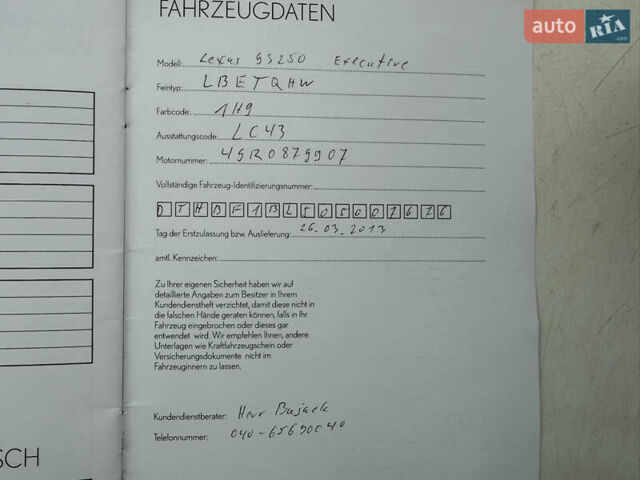 FAHRZEUGDATEN
auto RIA .com
Modell: Lexus GS250 Executive
Feintyp: LBETQHW
Farbcode: 1H9
Ausstattungscode: LC43
Motornummer: 4GR0879907
Vollständige Fahrzeug-Identifizierungsnummer:
JTHBF1BL505007676
Tag der Erstzulassung bzw. Auslieferung: 26.03.2013
amtl. Kennzeichen:
Zu Ihrer eigenen Sicherheit haben wir auf
detaillierte Angaben zum Besitzer in Ihrem
Kundendienstheft verzichtet, damit diese nicht in
die falschen Hände geraten können, falls in Ihr
Fahrzeug eingebrochen oder dieses gar
entwendet wird. Wir empfehlen Ihnen, andere
Unterlagen wie Kraftfahrzeugschein oder
Versicherungsdokumente nicht im
Fahrzeuginnern zu lassen.
Kundendienstberater: Herr Bujack
Telefonnummer: 040-65690040
SCH